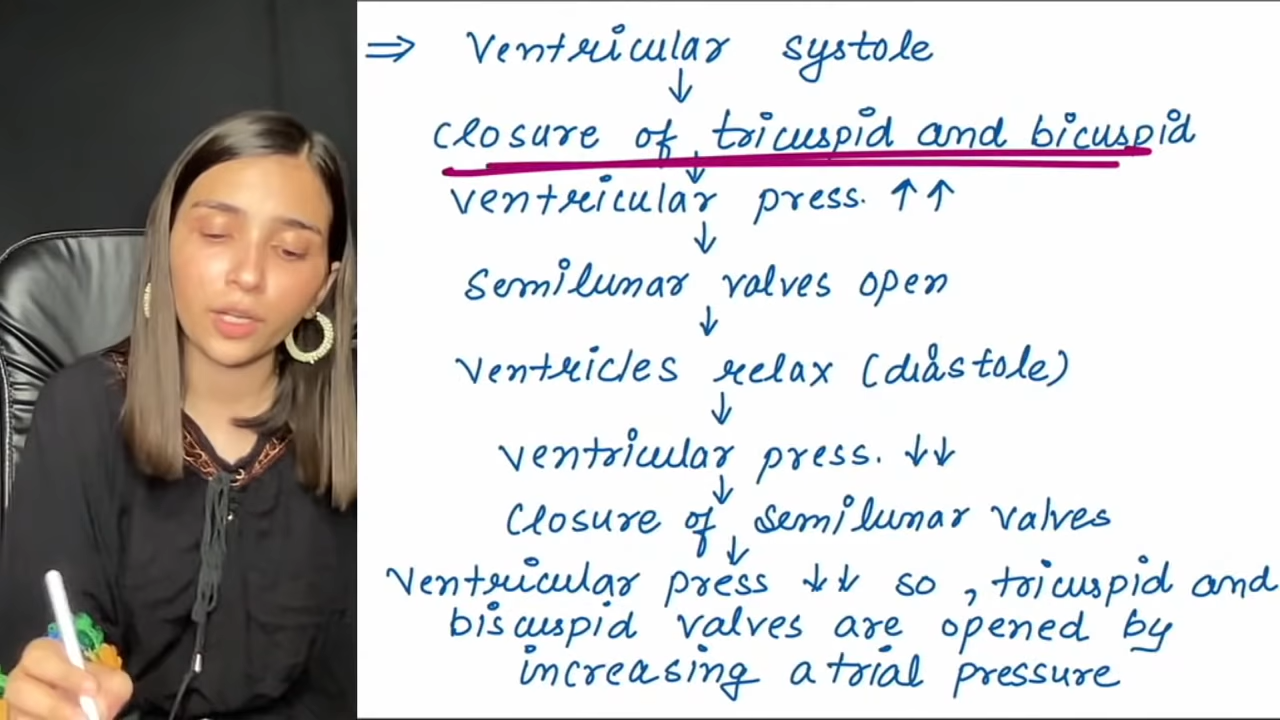 ⇒ Ventricular systole
↓
closure of tricuspid and bicuspid
↓
ventricular press. ↑↑
↓
semilunar valves open
↓
ventricles relax (diastole)
↓
ventricular press. ↓↓
↓
closure of semilunar valves
↓
Ventricular press ↓↓ so, tricuspid and
biscuspid valves are opened by
increasing atrial pressure